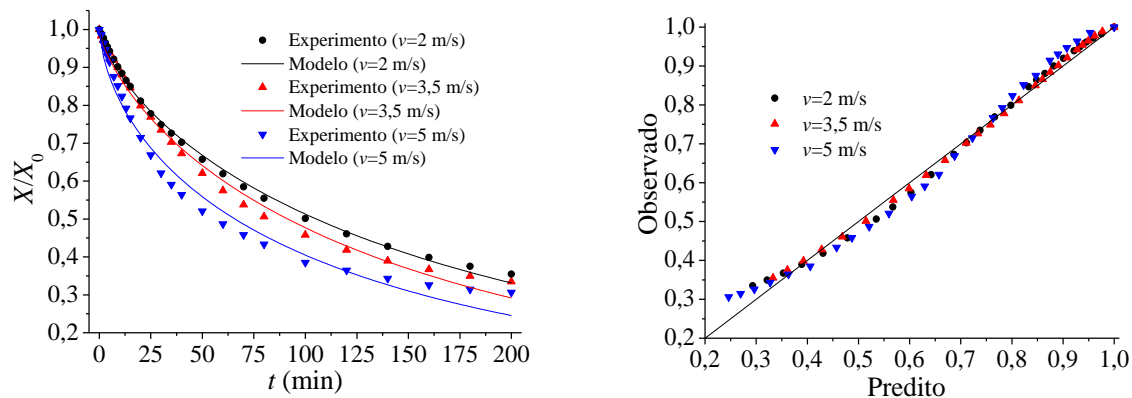 1,0
0,9
0,8
0,7
0,6
0,5
0,4
0,3
0,2
X/X0
Experimento (v=2 m/s)
Modelo (v=2 m/s)
Experimento (v=3,5 m/s)
Modelo (v=3,5 m/s)
Experimento (v=5 m/s)
Modelo (v=5 m/s)
0 25 50 75 100 125 150 175 200
t (min)
1,0
0,9
0,8
0,7
0,6
0,5
0,4
0,3
0,2
Observado
v=2 m/s
v=3,5 m/s
v=5 m/s
0,2 0,3 0,4 0,5 0,6 0,7 0,8 0,9 1,0
Predito